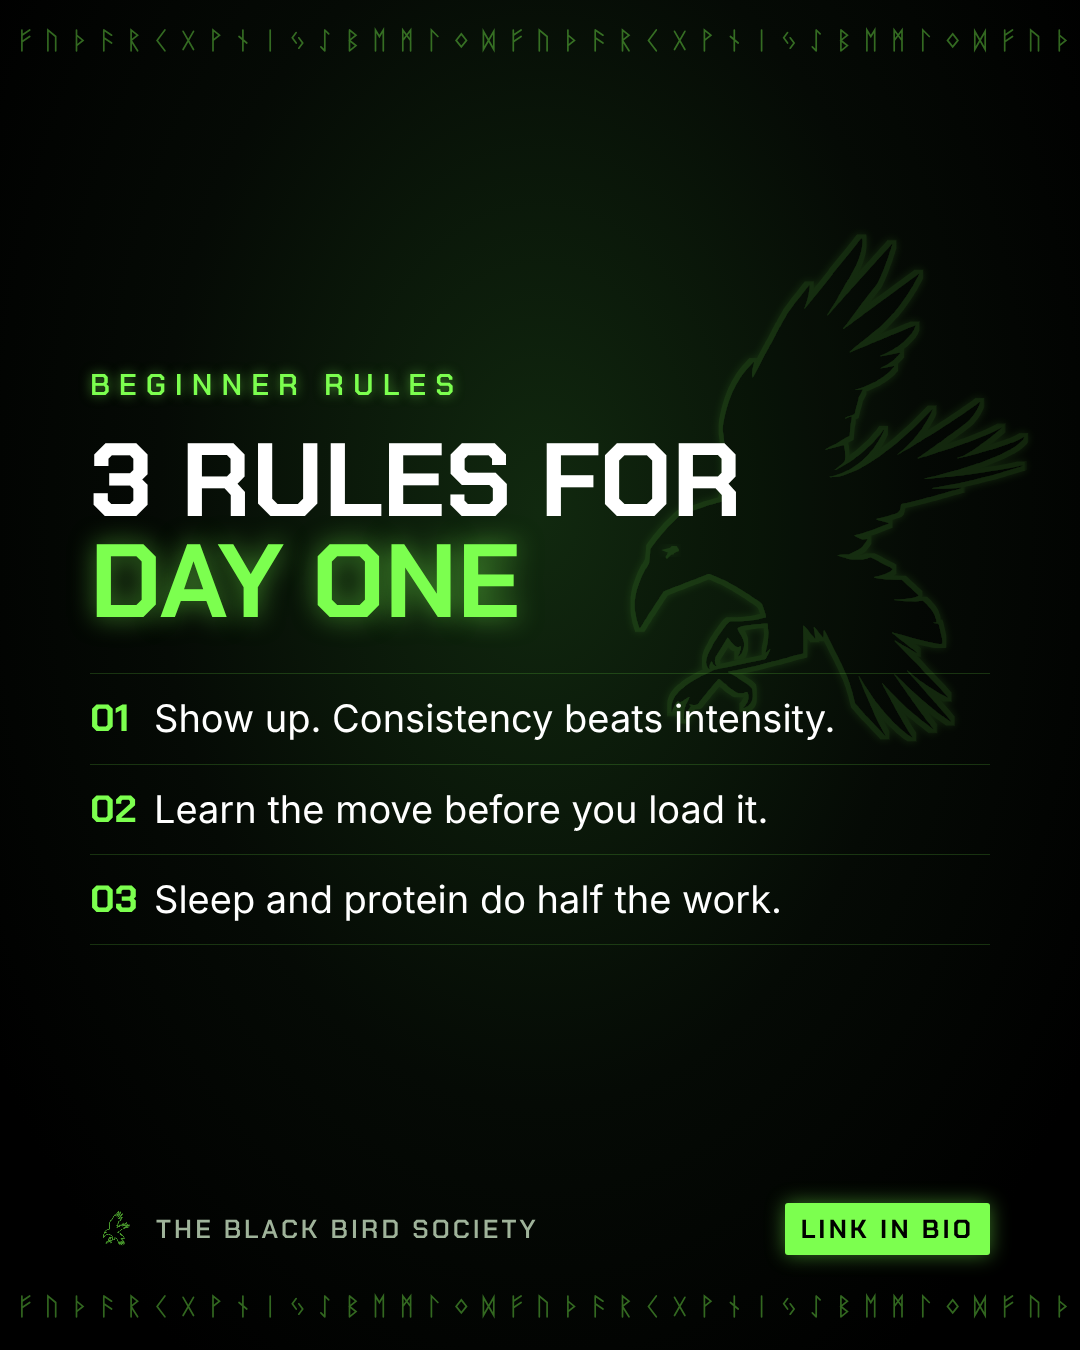 ᚠ ᚢ ᚦ ᚨ ᚱ ᚲ ᚷ ᚹ ᚾ ᛁ ᛃ ᛇ ᛒ ᛖ ᛗ ᛚ ᛜ ᛞ ᚠ ᚢ ᚦ ᚨ ᚱ ᚲ ᚷ ᚹ ᚾ ᛁ ᛃ ᛇ ᛒ ᛖ ᛗ ᛚ ᛜ ᛞ ᚠ ᚢ ᚦ
BEGINNER RULES
3 RULES FOR
DAY ONE
01 Show up. Consistency beats intensity.
02 Learn the move before you load it.
03 Sleep and protein do half the work.
THE BLACK BIRD SOCIETY
LINK IN BIO
ᚠ ᚢ ᚦ ᚨ ᚱ ᚲ ᚷ ᚹ ᚾ ᛁ ᛃ ᛇ ᛒ ᛖ ᛗ ᛚ ᛜ ᛞ ᚠ ᚢ ᚦ ᚨ ᚱ ᚲ ᚷ ᚹ ᚾ ᛁ ᛃ ᛇ ᛒ ᛖ ᛗ ᛚ ᛜ ᛞ ᚠ ᚢ ᚦ